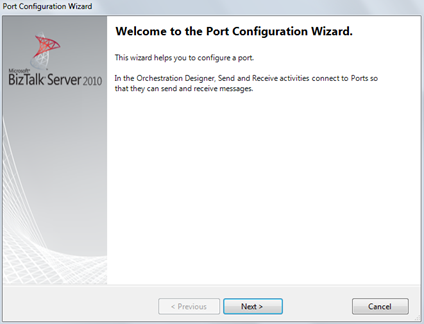 Port Configuration Wizard
Microsoft
BizTalk Server 2010
Welcome to the Port Configuration Wizard.
This wizard helps you to configure a port.
In the Orchestration Designer, Send and Receive activities connect to Ports so
that they can send and receive messages.
< Previous
Next >
Cancel